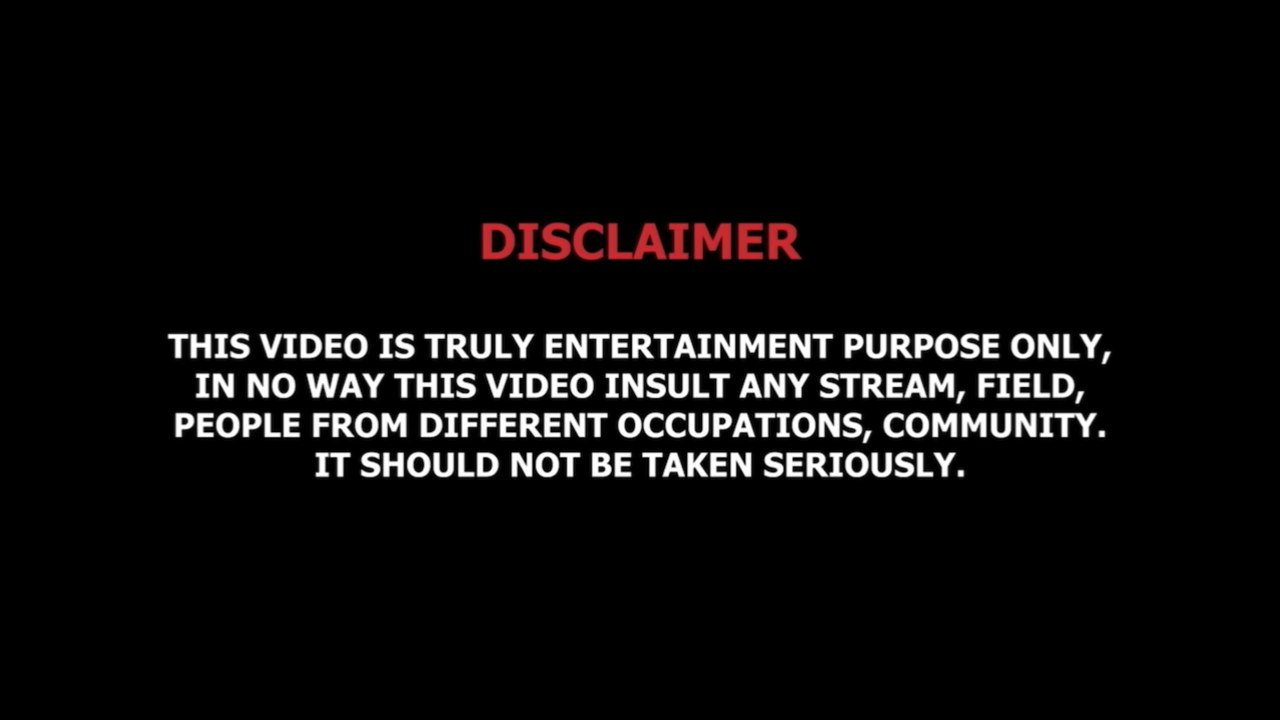 DISCLAIMER
THIS VIDEO IS TRULY ENTERTAINMENT PURPOSE ONLY,
IN NO WAY THIS VIDEO INSULT ANY STREAM, FIELD,
PEOPLE FROM DIFFERENT OCCUPATIONS, COMMUNITY.
IT SHOULD NOT BE TAKEN SERIOUSLY.